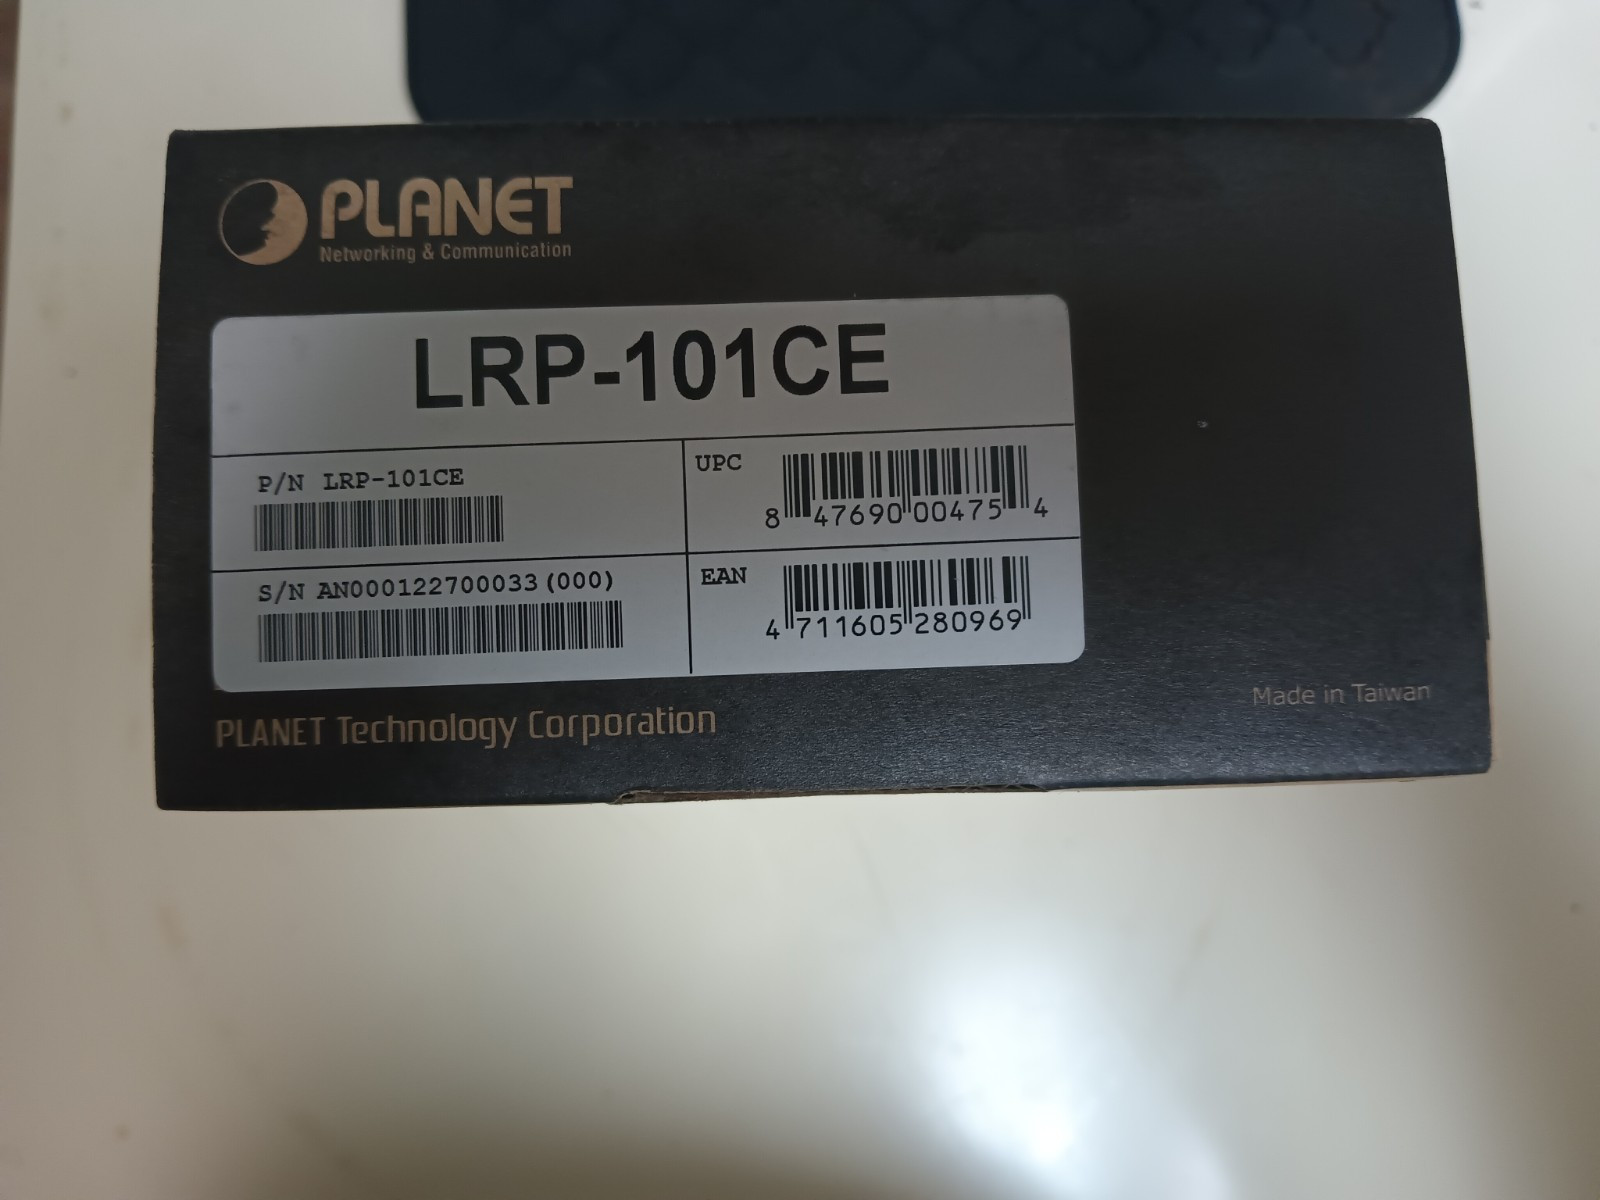 PLANET
Networking & Communication
LRP-101CE
P/N LRP-101CE
S/N AN000122700033(000)
UPC
8 47690 00475 4
EAN
4 711605 280969
PLANET Technology Corporation
Made in Taiwan